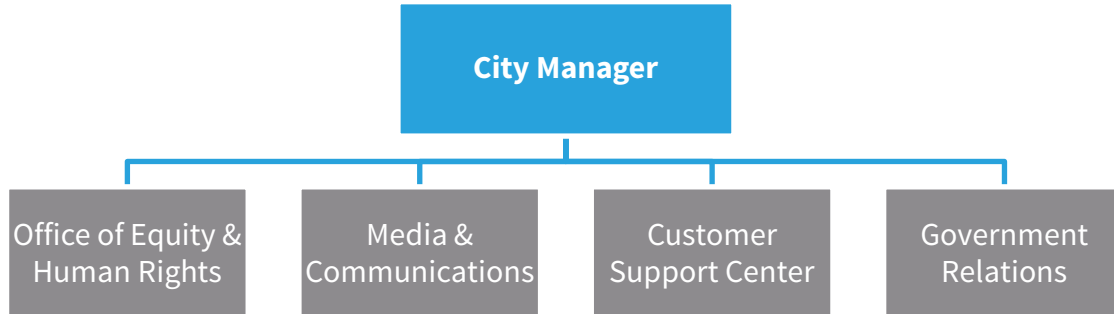 City Manager
Office of Equity &
Human Rights
Media &
Communications
Customer
Support Center
Government
Relations